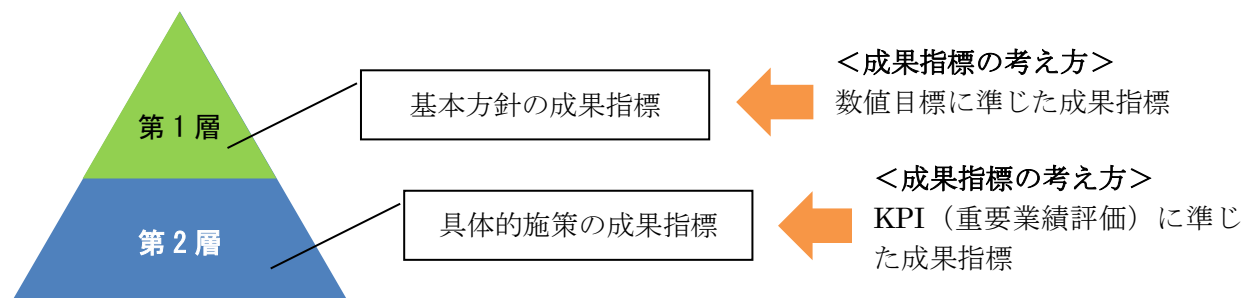 第1層
基本方針の成果指標
＜成果指標の考え方＞
数値目標に準じた成果指標
第2層
具体的施策の成果指標
＜成果指標の考え方＞
KPI（重要業績評価）に準じ
た成果指標